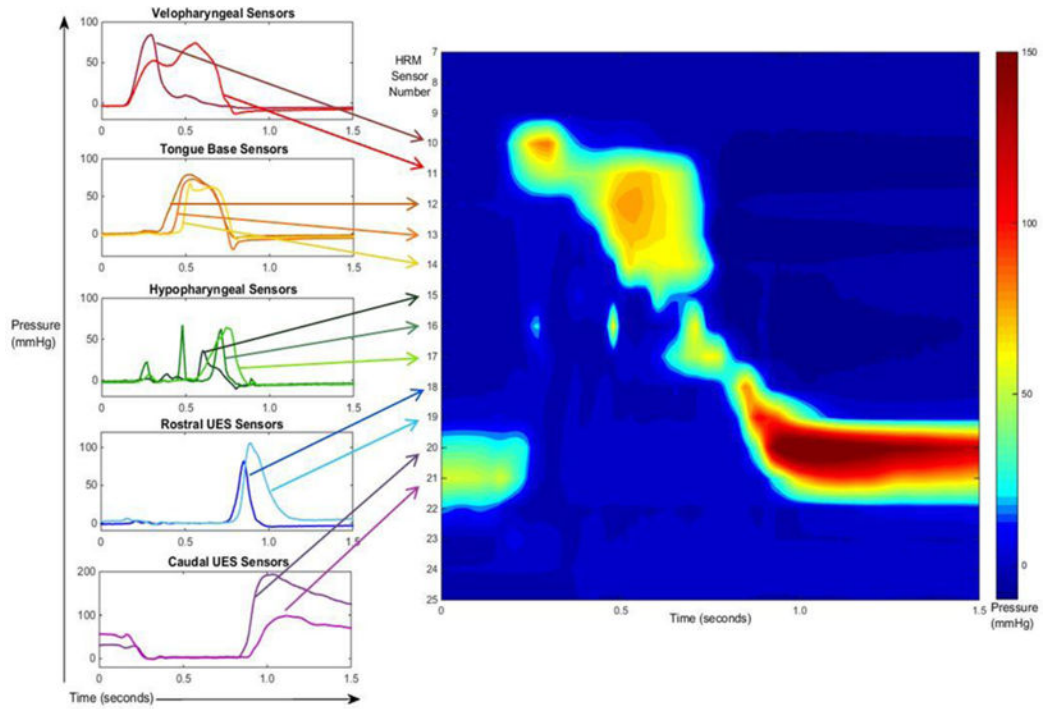 Velopharyngeal Sensors
100
50
0
0 0.5 1.0 1.5
Tongue Base Sensors
100
50
0
0 0.5 1.0 1.5
Hypopharyngeal Sensors
100
50
0
0 0.5 1.0 1.5
Rostral UES Sensors
100
50
0
0 0.5 1.0 1.5
Caudal UES Sensors
200
100
0
0 0.5 1.0 1.5
Pressure
(mmHg)
Time (seconds)
HRM
Sensor
Number
7
8
9
10
11
12
13
14
15
16
17
18
19
20
21
22
23
24
25
0 0.5 1.0 1.5
Time (seconds)
150
100
50
0
Pressure
(mmHg)